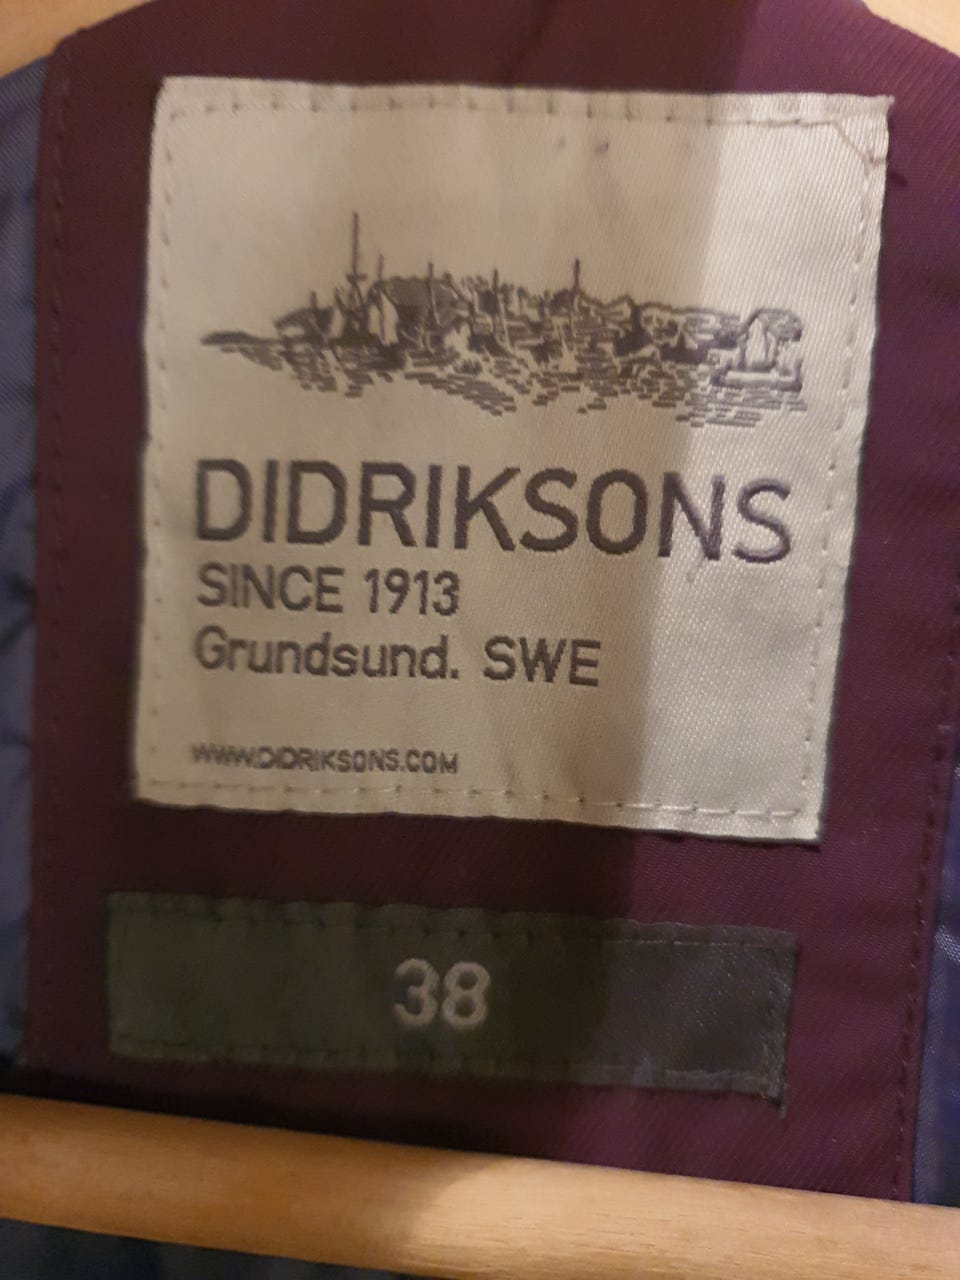 DIDRIKSONS
SINCE 1913
Grundsund. SWE
WWW.DIDRIKSONS.COM
38